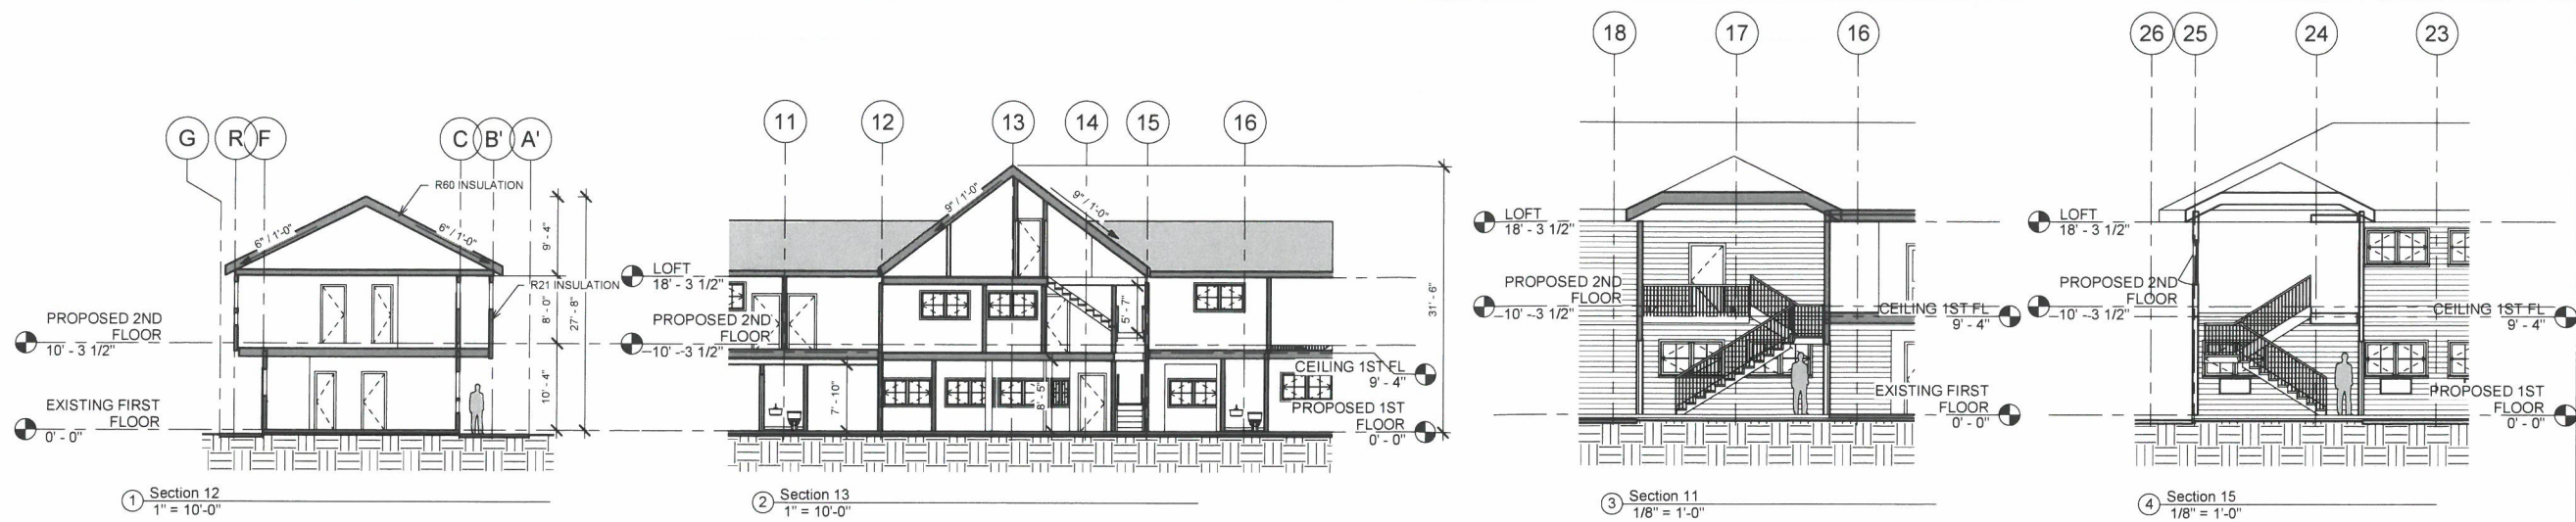 G
R
F
C
B'
A'
R60 INSULATION
6" / 1'-0"
6" / 1'-0"
9' - 4"
R21 INSULATION
8' - 0"
27' - 8"
10' - 4"
PROPOSED 2ND
FLOOR
10' - 3 1/2"
EXISTING FIRST
FLOOR
0' - 0"
1
Section 12
1" = 10'-0"
11
12
13
14
15
16
9" / 1'-0"
9" / 1'-0"
31' - 6"
LOFT
18' - 3 1/2"
PROPOSED 2ND
FLOOR
10' - 3 1/2"
5' - 7"
7' - 10"
8' - 5"
CEILING 1ST FL
9' - 4"
PROPOSED 1ST
FLOOR
0' - 0"
2
Section 13
1" = 10'-0"
18
17
16
LOFT
18' - 3 1/2"
PROPOSED 2ND
FLOOR
10' - 3 1/2"
CEILING 1ST FL
9' - 4"
EXISTING FIRST
FLOOR
0' - 0"
3
Section 11
1/8" = 1'-0"
26
25
24
23
LOFT
18' - 3 1/2"
PROPOSED 2ND
FLOOR
10' - 3 1/2"
CEILING 1ST FL
9' - 4"
PROPOSED 1ST
FLOOR
0' - 0"
4
Section 15
1/8" = 1'-0"